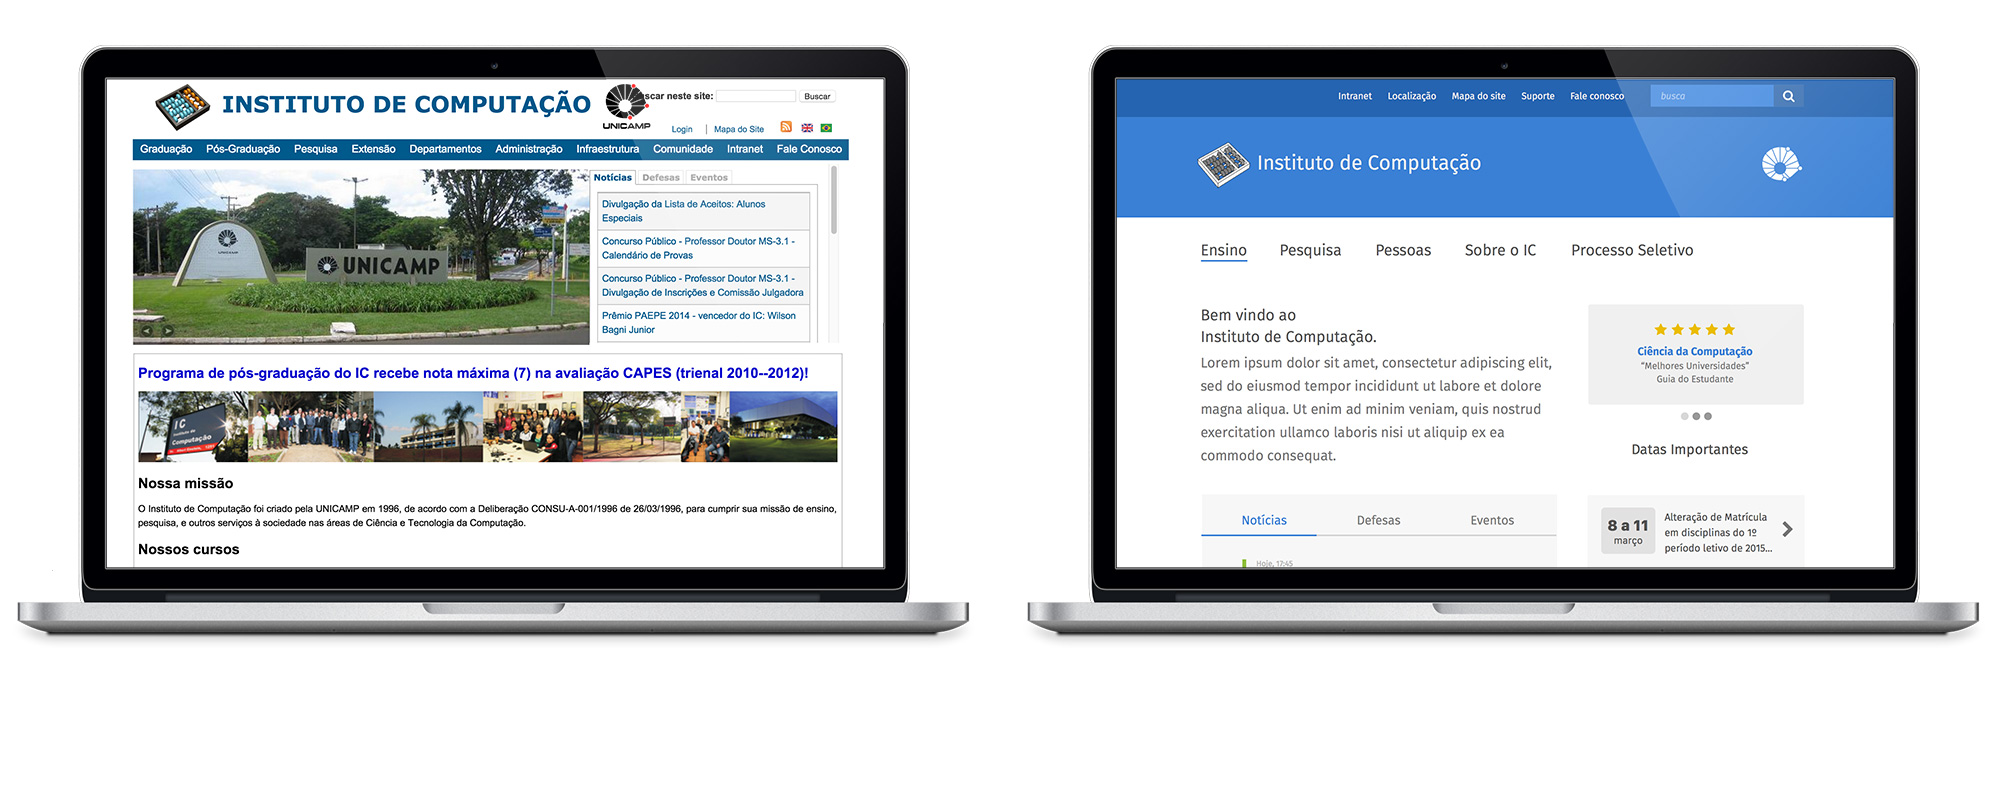 INSTITUTO DE COMPUTAÇÃO
UNICAMP
scar neste site:
Buscar
Login | Mapa do Site
Graduação Pós-Graduação Pesquisa Extensão Departamentos Administração Infraestrutura Comunidade Intranet Fale Conosco
UNICAMP
UNICAMP
Notícias Defesas Eventos
Divulgação da Lista de Aceitos: Alunos
Especiais
Concurso Público - Professor Doutor MS-3.1 -
Calendário de Provas
Concurso Público - Professor Doutor MS-3.1 -
Divulgação de Inscrições e Comissão Julgadora
Prêmio PAEPE 2014 - vencedor do IC: Wilson
Bagni Junior
Programa de pós-graduação do IC recebe nota máxima (7) na avaliação CAPES (trienal 2010--2012)!
IC
Instituto de
Computação
Nossa missão
O Instituto de Computação foi criado pela UNICAMP em 1996, de acordo com a Deliberação CONSU-A-001/1996 de 26/03/1996, para cumprir sua missão de ensino,
pesquisa, e outros serviços à sociedade nas áreas de Ciência e Tecnologia da Computação.
Nossos cursos
Intranet Localização Mapa do site Suporte Fale conosco
busca
Instituto de Computação
Ensino Pesquisa Pessoas Sobre o IC Processo Seletivo
Bem vindo ao
Instituto de Computação.
Lorem ipsum dolor sit amet, consectetur adipiscing elit,
sed do eiusmod tempor incididunt ut labore et dolore
magna aliqua. Ut enim ad minim veniam, quis nostrud
exercitation ullamco laboris nisi ut aliquip ex ea
commodo consequat.
Ciência da Computação
"Melhores Universidades"
Guia do Estudante
Datas Importantes
Notícias Defesas Eventos
Hoje, 17:45
8 a 11
março
Alteração de Matrícula
em disciplinas do 1º
período letivo de 2015...